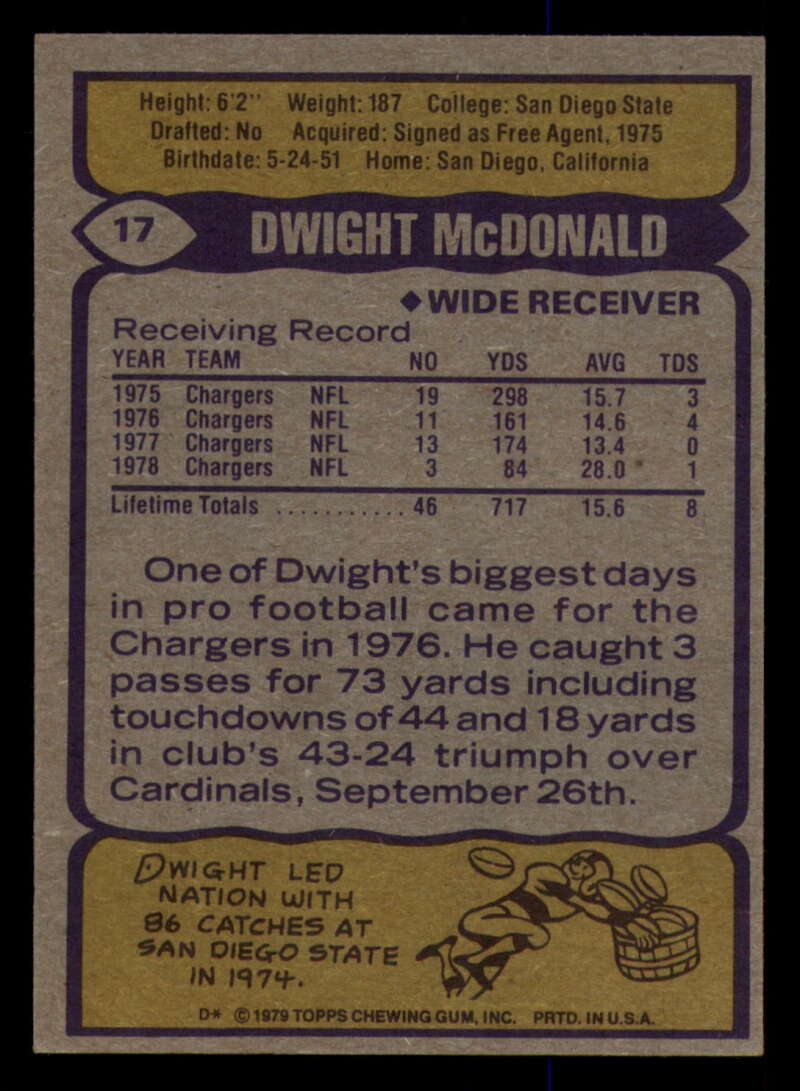 Height: 6'2" Weight: 187 College: San Diego State
Drafted: No Acquired: Signed as Free Agent, 1975
Birthdate: 5-24-51 Home: San Diego, California
17 DWIGHT McDONALD
◆WIDE RECEIVER
Receiving Record
YEAR TEAM NO YDS AVG TDS
1975 Chargers NFL 19 298 15.7 3
1976 Chargers NFL 11 161 14.6 4
1977 Chargers NFL 13 174 13.4 0
1978 Chargers NFL 3 84 28.0 1
Lifetime Totals ........... 46 717 15.6 8
One of Dwight's biggest days
in pro football came for the
Chargers in 1976. He caught 3
passes for 73 yards including
touchdowns of 44 and 18 yards
in club's 43-24 triumph over
Cardinals, September 26th.
DWIGHT LED
NATION WITH
86 CATCHES AT
SAN DIEGO STATE
IN 1974.
D* © 1979 TOPPS CHEWING GUM, INC. PRTD. IN U.S.A.